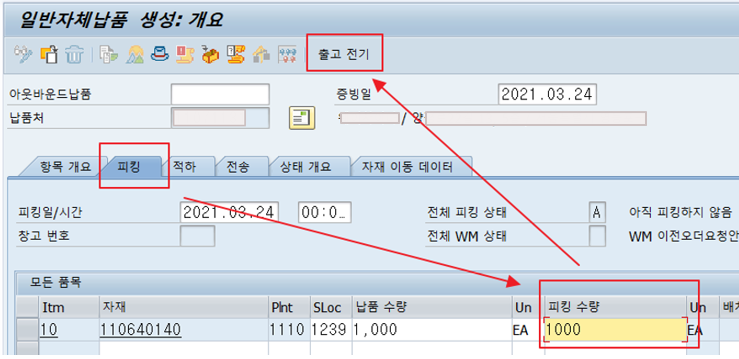 일반자체납품 생성: 개요
출고 전기
아웃바운드납품 증빙일 2021.03.24
납품처 / 양
항목 개요 피킹 적하 전송 상태 개요 자재 이동 데이터
피킹일/시간 2021.03.24 00:0_ 전체 피킹 상태 A 아직 피킹하지 않음
창고 번호 전체 WM 상태 WM 이전오더요청안
모든 품목
Itm 자재 Plnt SLoc 납품 수량 Un 피킹 수량 Un 배치
10 110640140 1110 1239 1,000 EA 1000 EA